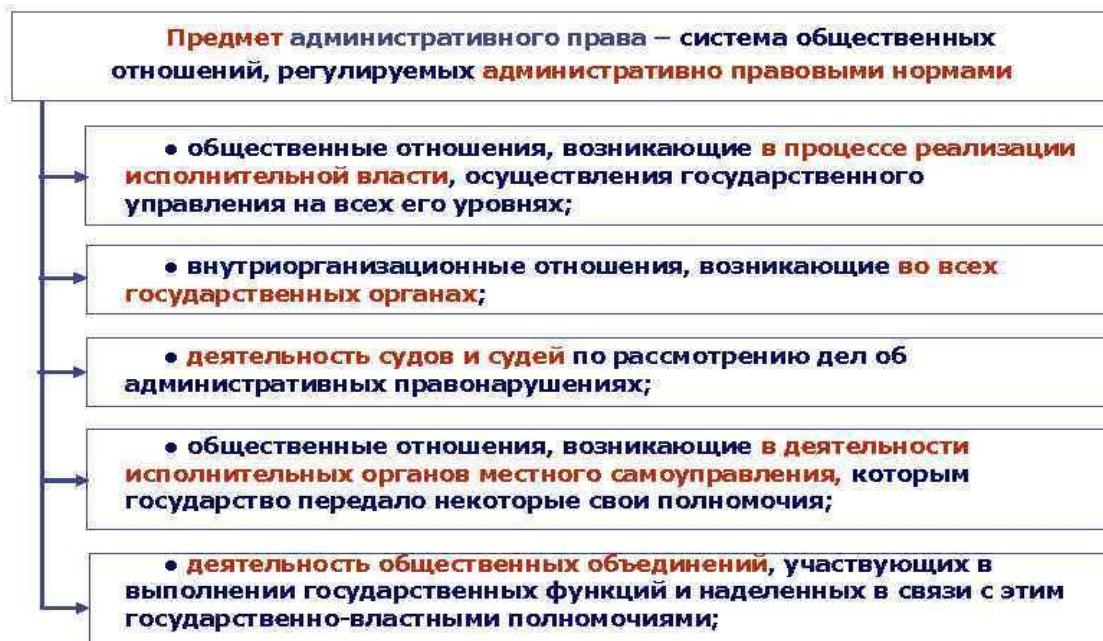 Предмет административного права – система общественных
отношений, регулируемых административно правовыми нормами
● общественные отношения, возникающие в процессе реализации
исполнительной власти, осуществления государственного
управления на всех его уровнях;
● внутриорганизационные отношения, возникающие во всех
государственных органах;
● деятельность судов и судей по рассмотрению дел об
административных правонарушениях;
● общественные отношения, возникающие в деятельности
исполнительных органов местного самоуправления, которым
государство передало некоторые свои полномочия;
● деятельность общественных объединений, участвующих в
выполнении государственных функций и наделенных в связи с этим
государственно-властными полномочиями;